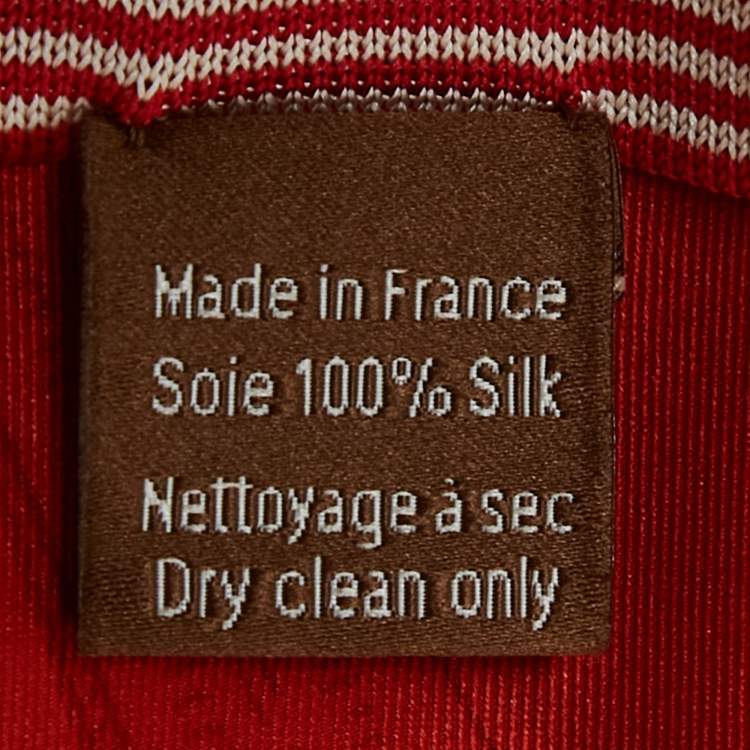 Made in France
Soie 100% Silk
Nettoyage à sec
Dry clean only